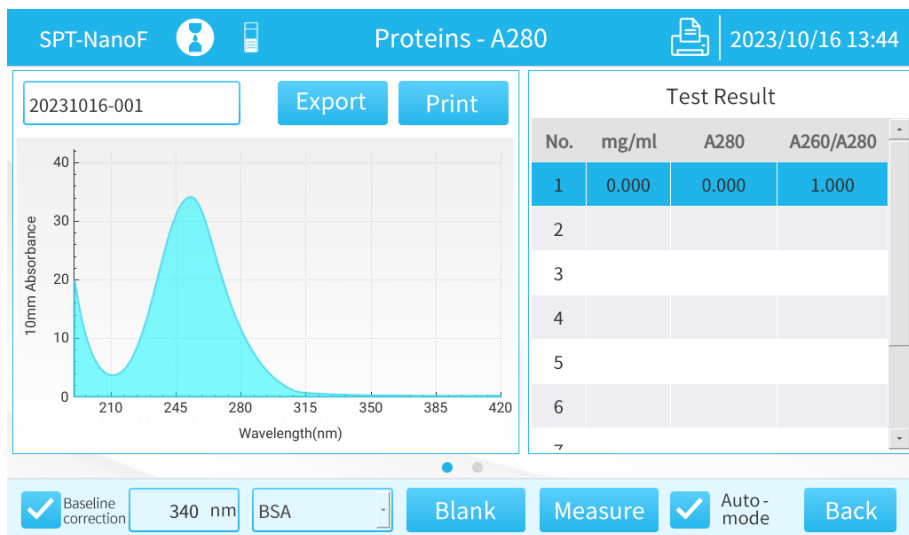 SPT-NanoF
Proteins - A280
2023/10/16 13:44
20231016-001
Export
Print
10mm Absorbance
40
30
20
10
0
210 245 280 315 350 385 420
Wavelength(nm)
Test Result
No. mg/ml A280 A260/A280
1 0.000 0.000 1.000
2
3
4
5
6
Baseline
correction
340 nm
BSA
Blank
Measure
Auto-
mode
Back